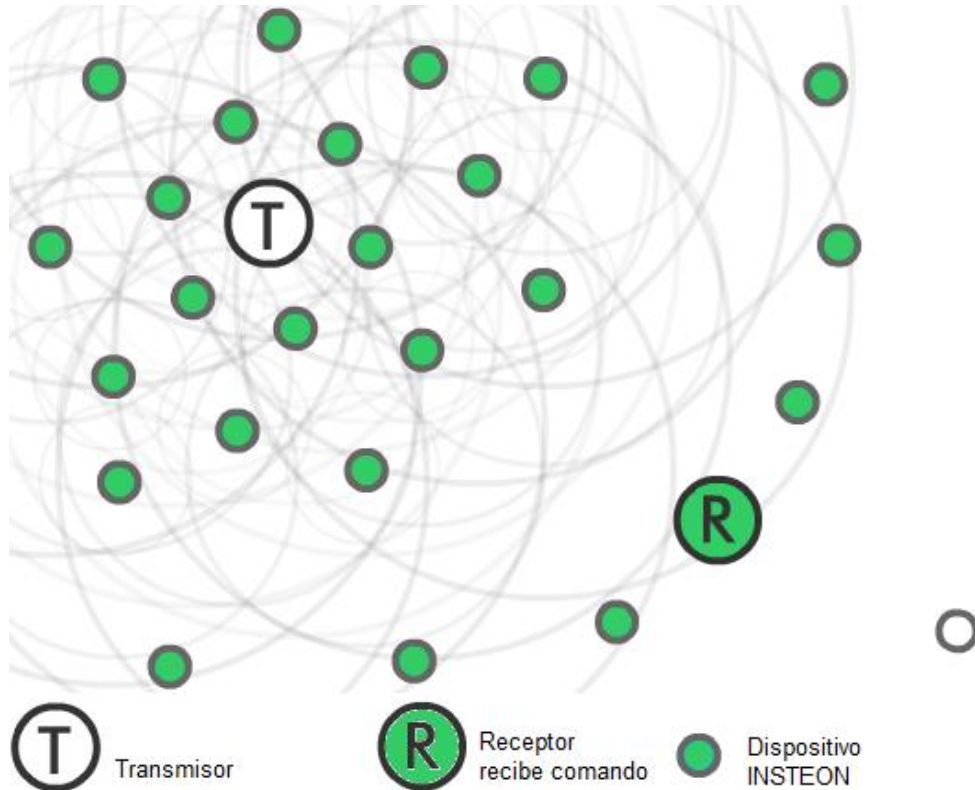 T
R
T
Transmisor
R
Receptor
recibe comando
Dispositivo
INSTEON